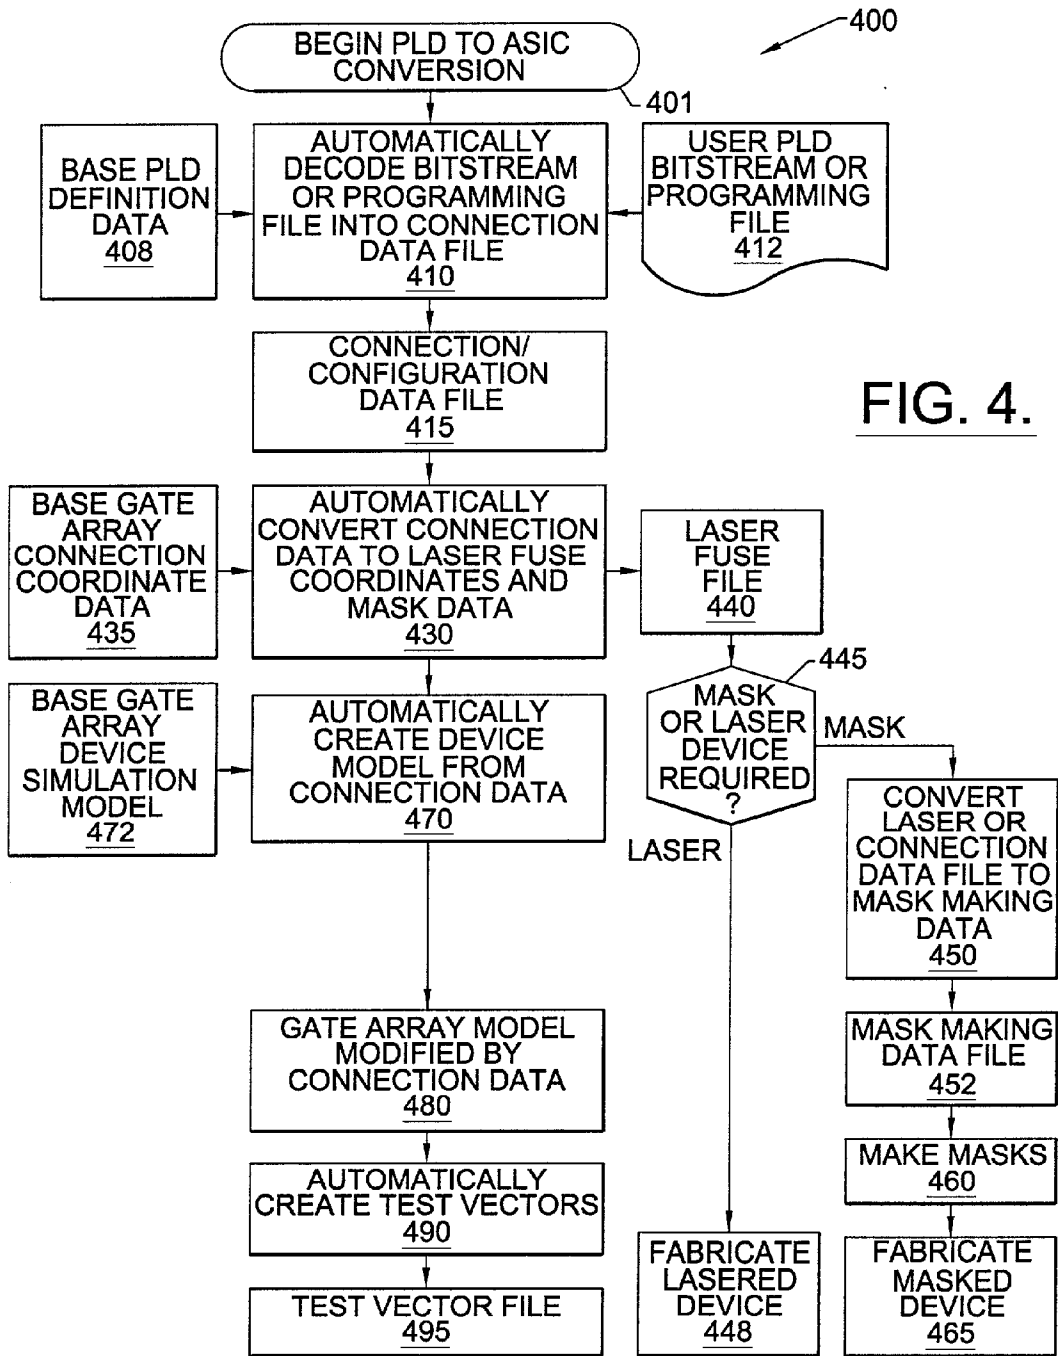 BEGIN PLD TO ASIC
CONVERSION
400
401
BASE PLD
DEFINITION
DATA
408
AUTOMATICALLY
DECODE BITSTREAM
OR PROGRAMMING
FILE INTO CONNECTION
DATA FILE
410
USER PLD
BITSTREAM OR
PROGRAMMING
FILE
412
CONNECTION/
CONFIGURATION
DATA FILE
415
FIG. 4.
BASE GATE
ARRAY
CONNECTION
COORDINATE
DATA
435
AUTOMATICALLY
CONVERT CONNECTION
DATA TO LASER FUSE
COORDINATES AND
MASK DATA
430
LASER
FUSE
FILE
440
445
MASK
OR LASER
DEVICE
REQUIRED
?
MASK
LASER
BASE GATE
ARRAY
DEVICE
SIMULATION
MODEL
472
AUTOMATICALLY
CREATE DEVICE
MODEL FROM
CONNECTION DATA
470
CONVERT
LASER OR
CONNECTION
DATA FILE TO
MASK MAKING
DATA
450
GATE ARRAY MODEL
MODIFIED BY
CONNECTION DATA
480
MASK MAKING
DATA FILE
452
AUTOMATICALLY
CREATE TEST VECTORS
490
MAKE MASKS
460
TEST VECTOR FILE
495
FABRICATE
LASERED
DEVICE
448
FABRICATE
MASKED
DEVICE
465